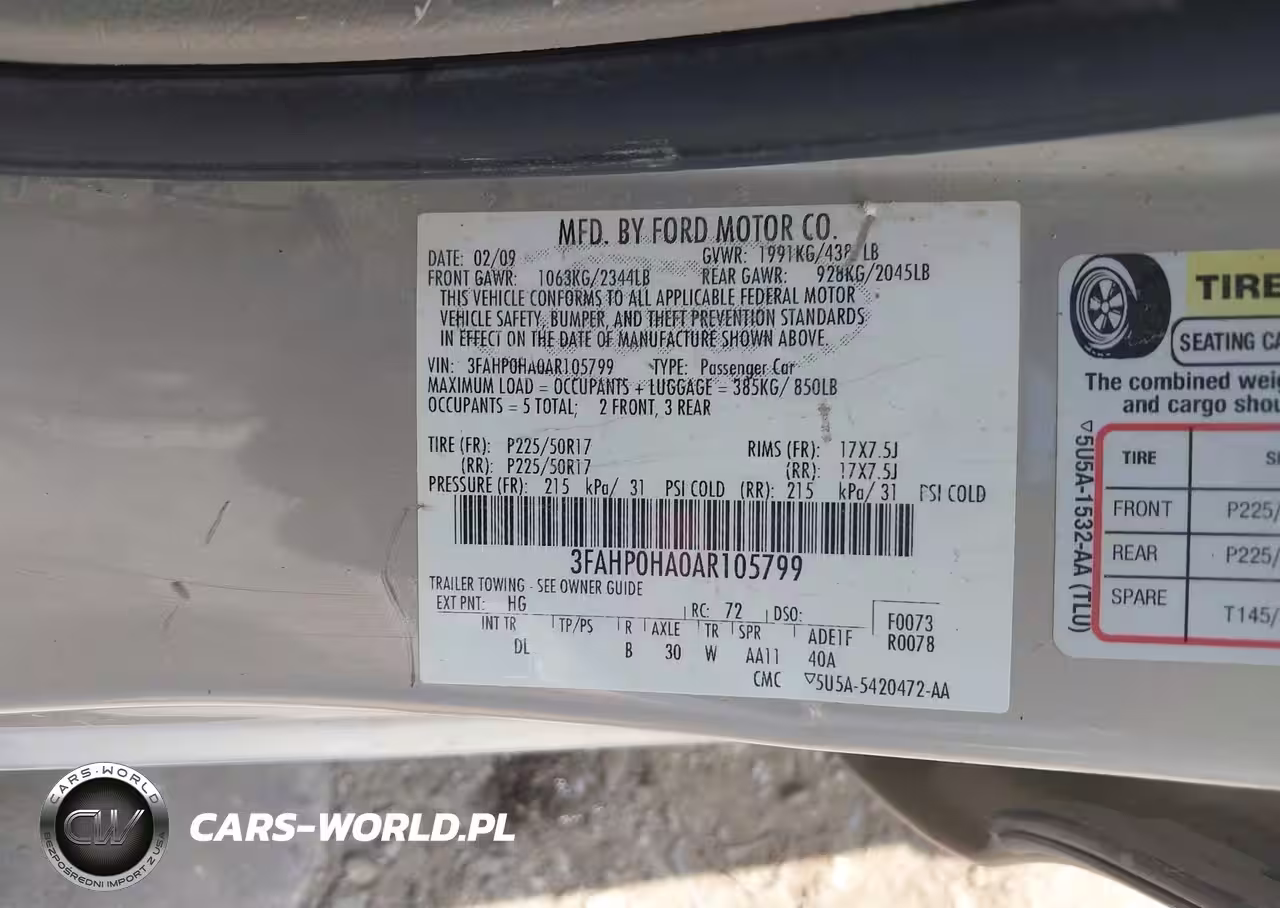 MFD. BY FORD MOTOR CO.
DATE: 02/09 GVWR: 1991KG/438 LB
FRONT GAWR: 1063KG/2344LB REAR GAWR: 928KG/2045LB
THIS VEHICLE CONFORMS TO ALL APPLICABLE FEDERAL MOTOR
VEHICLE SAFETY, BUMPER, AND THEFT PREVENTION STANDARDS
IN EFFECT ON THE DATE OF MANUFACTURE SHOWN ABOVE.
VIN: 3FAHP0HA0AR105799 TYPE: Passenger Car
MAXIMUM LOAD = OCCUPANTS + LUGGAGE = 385KG/ 850LB
OCCUPANTS = 5 TOTAL; 2 FRONT, 3 REAR
TIRE (FR): P225/50R17 RIMS (FR): 17X7.5J
(RR): P225/50R17 (RR): 17X7.5J
PRESSURE (FR): 215 kPa/ 31 PSI COLD (RR): 215 kPa/ 31 PSI COLD
3FAHP0HA0AR105799
TRAILER TOWING - SEE OWNER GUIDE
EXT PNT: HG RC: 72 DSO: F0073
INT TR TP/PS R AXLE TR SPR ADE1F R0078
DL B 30 W AA11 40A
CMC ▽5U5A-5420472-AA
TIRE
SEATING CA
The combined weig
and cargo shou
▽5U5A-1532-AA (TLU)
TIRE SI
FRONT P225/
REAR P225/
SPARE T145/
CARS-WORLD
CW
BEZPOŚREDNI IMPORT Z USA
CARS-WORLD.PL